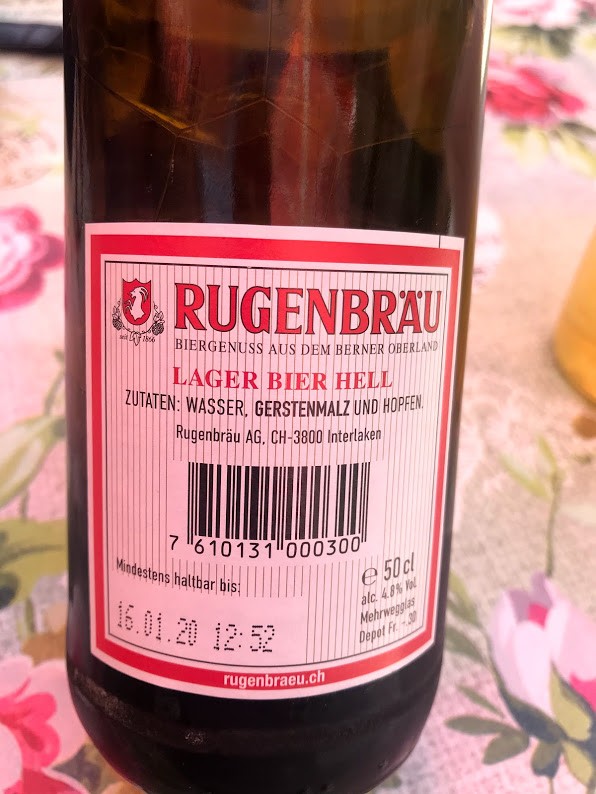 RUGENBRÄU
seit 1866
BIERGENUSS AUS DEM BERNER OBERLAND
LAGER BIER HELL
ZUTATEN: WASSER, GERSTENMALZ UND HOPFEN.
Rugenbräu AG, CH-3800 Interlaken
7 610131 000300
Mindestens haltbar bis:
16.01.20 12:52
e 50 cl
alc. 4.8% Vol.
Mehrwegglas
Depot Fr. -.30
rugenbraeu.ch